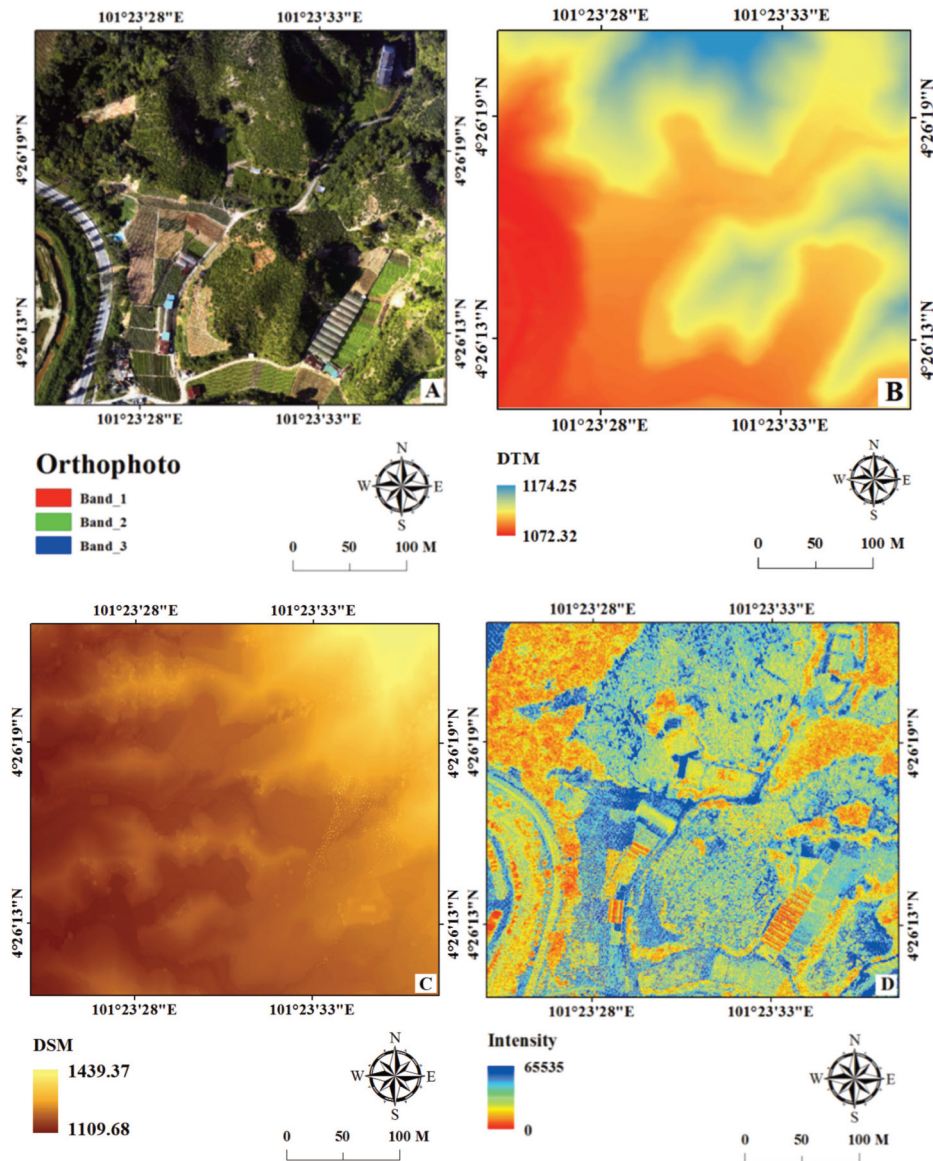 101°23'28"E 101°23'33"E
4°26'19"N 4°26'19"N
4°26'13"N 4°26'13"N
A
101°23'28"E 101°23'33"E
Orthophoto
Band_1
Band_2
Band_3
N
W E
S
0 50 100 M
101°23'28"E 101°23'33"E
4°26'19"N 4°26'19"N
4°26'13"N 4°26'13"N
B
101°23'28"E 101°23'33"E
DTM
1174.25
1072.32
N
W E
S
0 50 100 M
101°23'28"E 101°23'33"E
4°26'19"N 4°26'19"N
4°26'13"N 4°26'13"N
C
101°23'28"E 101°23'33"E
DSM
1439.37
1109.68
N
W E
S
0 50 100 M
101°23'28"E 101°23'33"E
4°26'19"N 4°26'19"N
4°26'13"N 4°26'13"N
D
101°23'28"E 101°23'33"E
Intensity
65535
0
N
W E
S
0 50 100 M